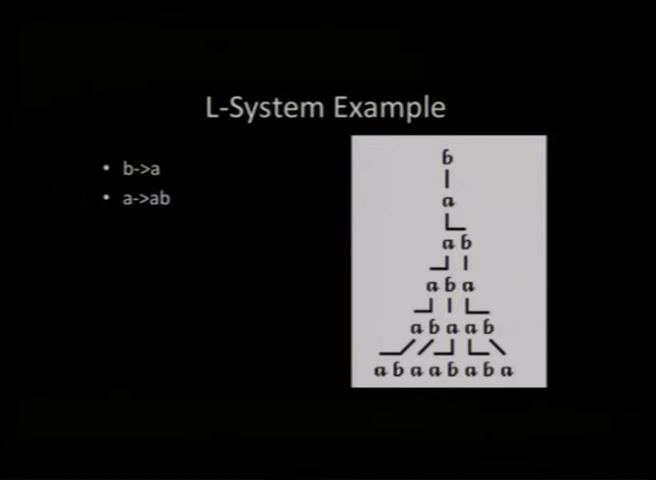 L-System Example
• b->a
• a->ab
b
a
a b
a b a
a b a a b
a b a a b a b a